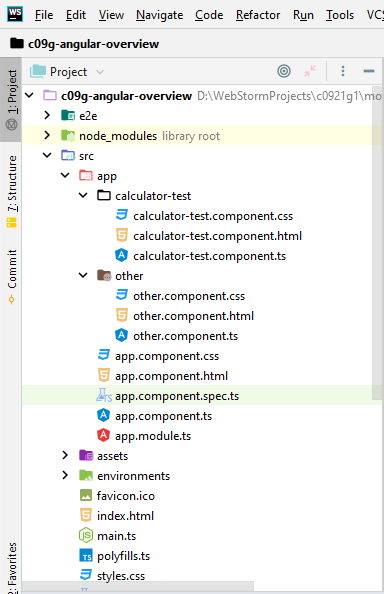 WS File Edit View Navigate Code Refactor Run Tools VCS
c09g-angular-overview
1: Project
7: Structure
Commit
2: Favorites
Project
c09g-angular-overview D:\WebStormProjects\c0921g1\mo
e2e
node_modules library root
src
app
calculator-test
calculator-test.component.css
calculator-test.component.html
calculator-test.component.ts
other
other.component.css
other.component.html
other.component.ts
app.component.css
app.component.html
app.component.spec.ts
app.component.ts
app.module.ts
assets
environments
favicon.ico
index.html
main.ts
polyfills.ts
styles.css